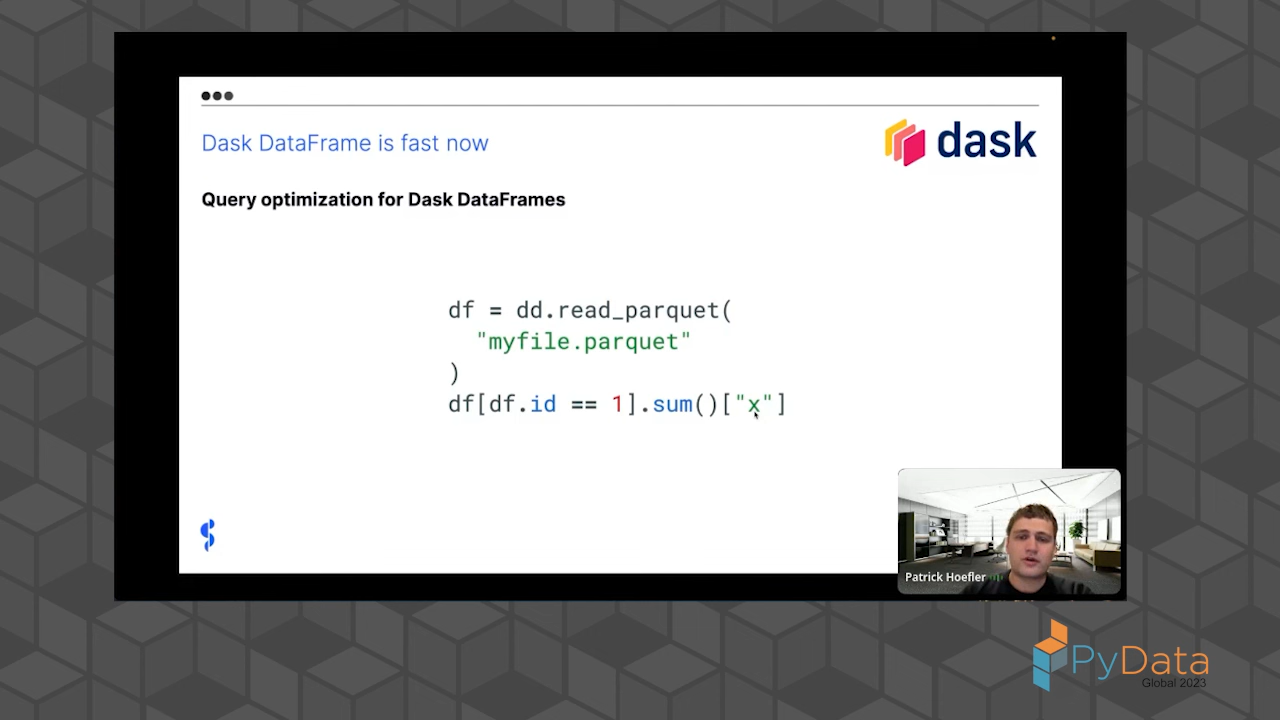 Dask DataFrame is fast now
dask
Query optimization for Dask DataFrames
df = dd.read_parquet(
"myfile.parquet"
)
df[df.id == 1].sum()["x"]
Patrick Hoefler
PyData
Global 2023